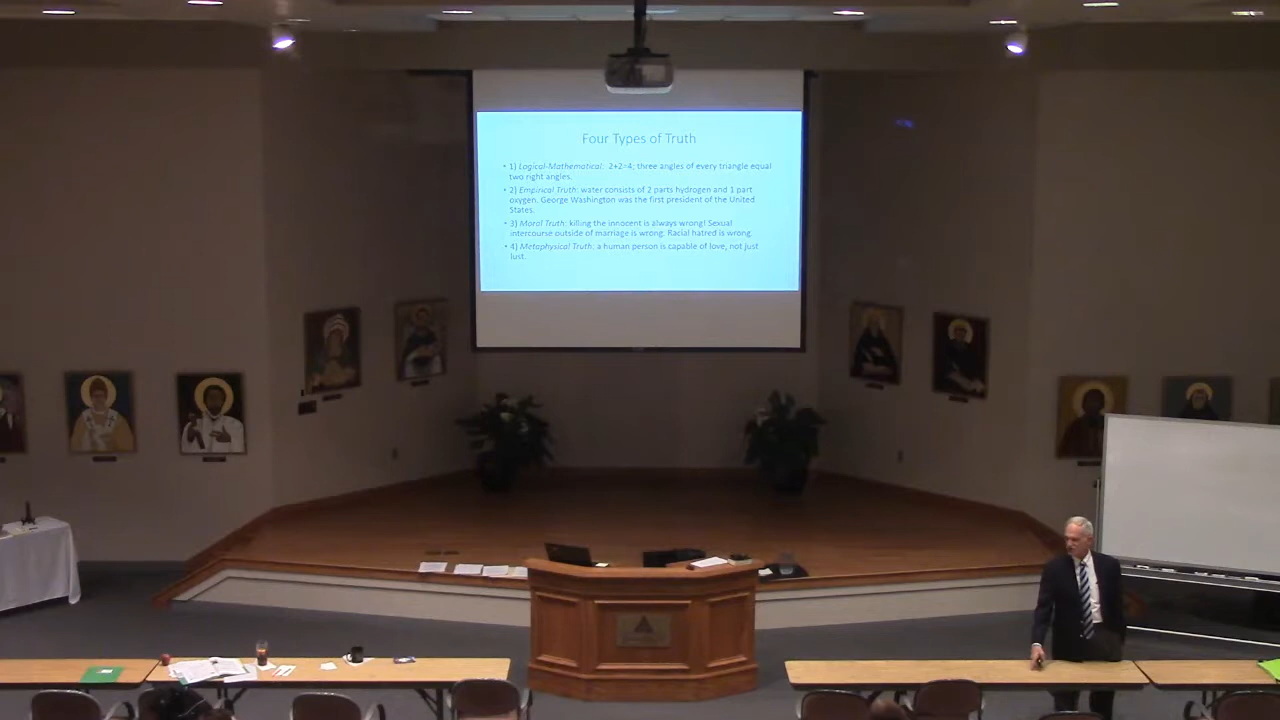 Four Types of Truth
• 1) Logical-Mathematical: 2+2=4; three angles of every triangle equal
two right angles.
• 2) Empirical Truth: water consists of 2 parts hydrogen and 1 part
oxygen. George Washington was the first president of the United
States.
• 3) Moral Truth: killing the innocent is always wrong! Sexual
intercourse outside of marriage is wrong. Racial hatred is wrong.
• 4) Metaphysical Truth: a human person is capable of love, not just
lust.